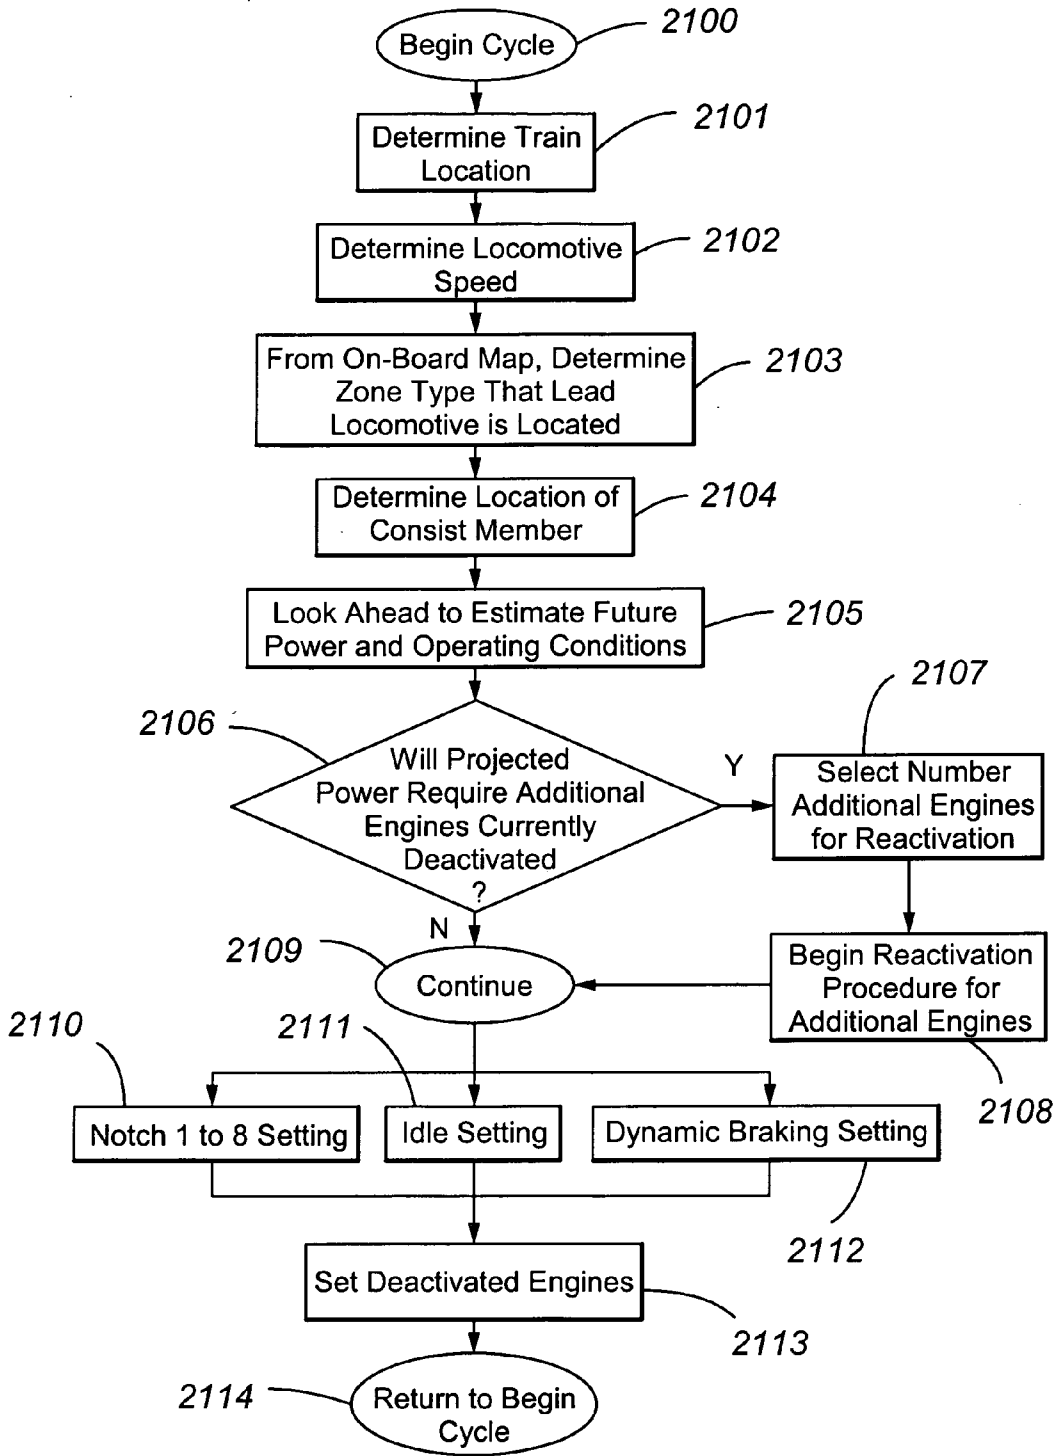 Begin Cycle
2100
Determine Train
Location
2101
Determine Locomotive
Speed
2102
From On-Board Map, Determine
Zone Type That Lead
Locomotive is Located
2103
Determine Location of
Consist Member
2104
Look Ahead to Estimate Future
Power and Operating Conditions
2105
2106
Will Projected
Power Require Additional
Engines Currently
Deactivated
?
Y
N
2107
Select Number
Additional Engines
for Reactivation
Begin Reactivation
Procedure for
Additional Engines
2108
2109
Continue
2110
Notch 1 to 8 Setting
2111
Idle Setting
Dynamic Braking Setting
2112
Set Deactivated Engines
2113
2114
Return to Begin
Cycle